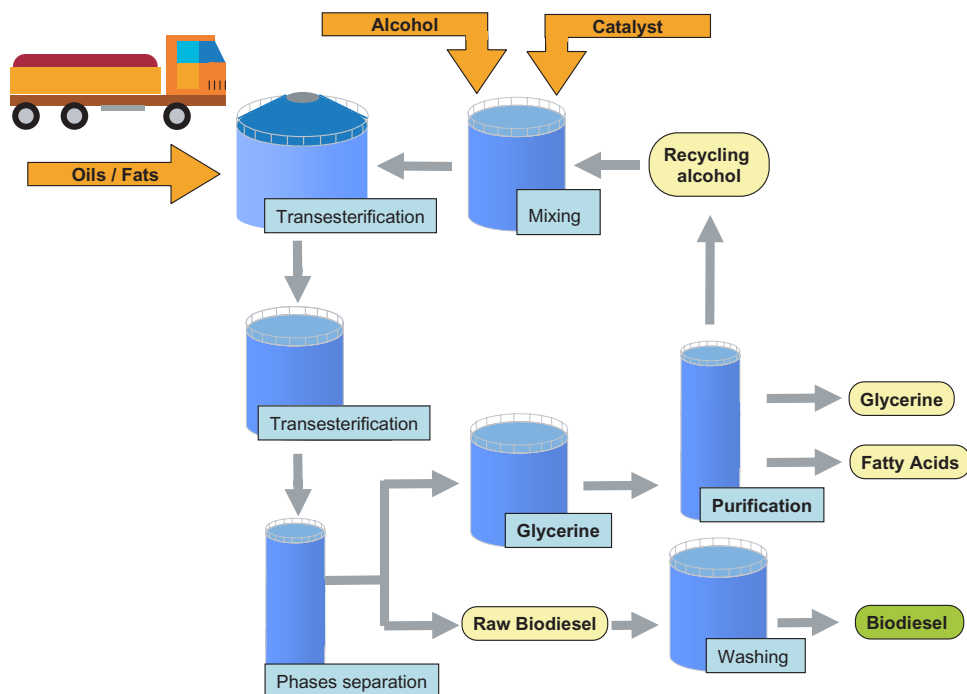 Alcohol
Catalyst
Oils / Fats
Transesterification
Mixing
Recycling
alcohol
Transesterification
Glycerine
Purification
Glycerine
Fatty Acids
Phases separation
Raw Biodiesel
Washing
Biodiesel